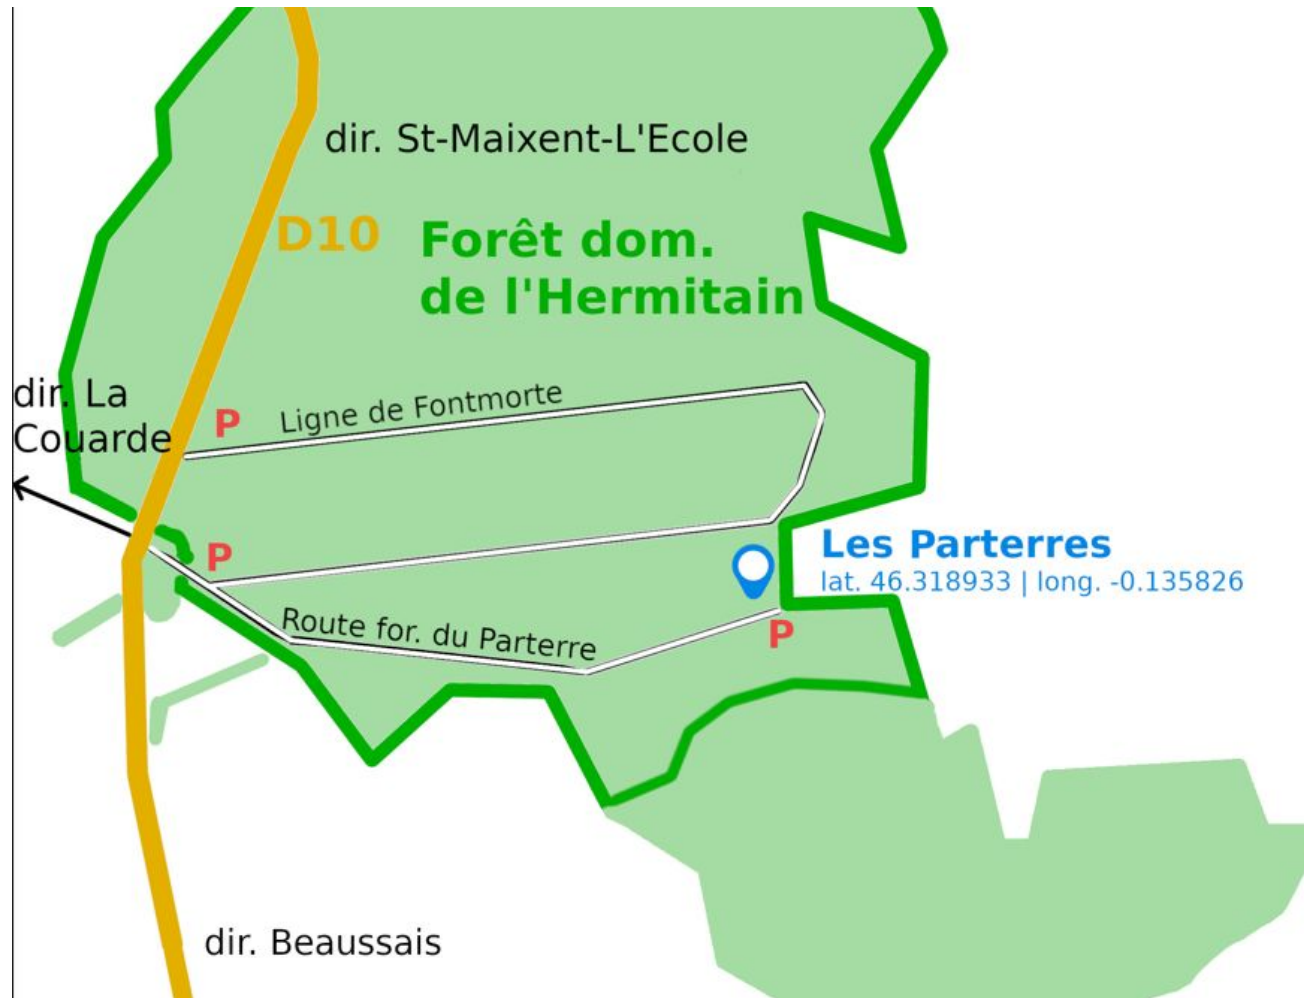 dir. St-Maixent-L'Ecole
D10
Forêt dom.
de l'Hermitain
dir. La
Couarde
P
Ligne de Fontmorte
P
Les Parterres
lat. 46.318933 | long. -0.135826
Route for. du Parterre
P
dir. Beaussais